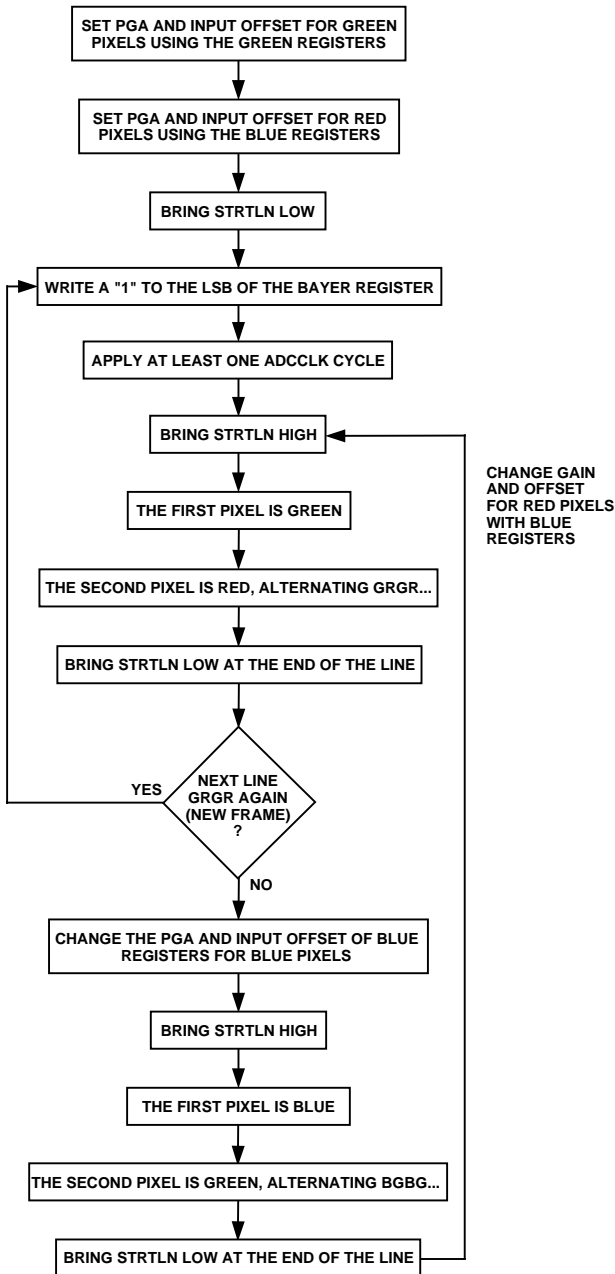 SET PGA AND INPUT OFFSET FOR GREEN
PIXELS USING THE GREEN REGISTERS
SET PGA AND INPUT OFFSET FOR RED
PIXELS USING THE BLUE REGISTERS
BRING STRTLN LOW
WRITE A "1" TO THE LSB OF THE BAYER REGISTER
APPLY AT LEAST ONE ADCCLK CYCLE
BRING STRTLN HIGH
CHANGE GAIN
AND OFFSET
FOR RED PIXELS
WITH BLUE
REGISTERS
THE FIRST PIXEL IS GREEN
THE SECOND PIXEL IS RED, ALTERNATING GRGR...
BRING STRTLN LOW AT THE END OF THE LINE
YES
NEXT LINE
GRGR AGAIN
(NEW FRAME)
?
NO
CHANGE THE PGA AND INPUT OFFSET OF BLUE
REGISTERS FOR BLUE PIXELS
BRING STRTLN HIGH
THE FIRST PIXEL IS BLUE
THE SECOND PIXEL IS GREEN, ALTERNATING BGBG...
BRING STRTLN LOW AT THE END OF THE LINE